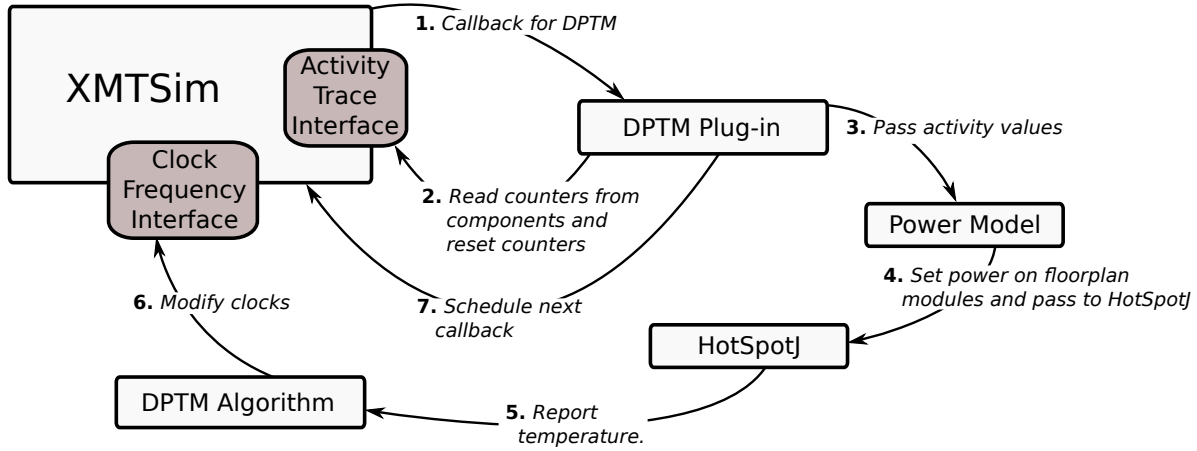 XMTSim
Activity
Trace
Interface
Clock
Frequency
Interface
1. Callback for DPTM
DPTM Plug-in
2. Read counters from
components and
reset counters
3. Pass activity values
Power Model
4. Set power on floorplan
modules and pass to HotSpotJ
HotSpotJ
5. Report
temperature.
DPTM Algorithm
6. Modify clocks
7. Schedule next
callback